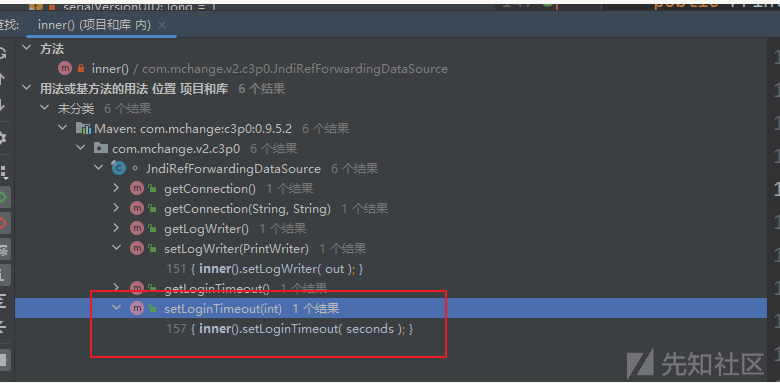 serialVersionUID: long = 1
147
public
查找: inner() (项目和库 内) ×
方法
m inner() / com.mchange.v2.c3p0.JndiRefForwardingDataSource
用法或基方法的用法 位置 项目和库 6 个结果
未分类 6 个结果
Maven: com.mchange:c3p0:0.9.5.2 6 个结果
com.mchange.v2.c3p0 6 个结果
C JndiRefForwardingDataSource 6 个结果
m getConnection() 1 个结果
m getConnection(String, String) 1 个结果
m getLogWriter() 1 个结果
m setLogWriter(PrintWriter) 1 个结果
151 { inner().setLogWriter( out ); }
m getLoginTimeout() 1 个结果
m setLoginTimeout(int) 1 个结果
157 { inner().setLoginTimeout( seconds ); }
先知社区